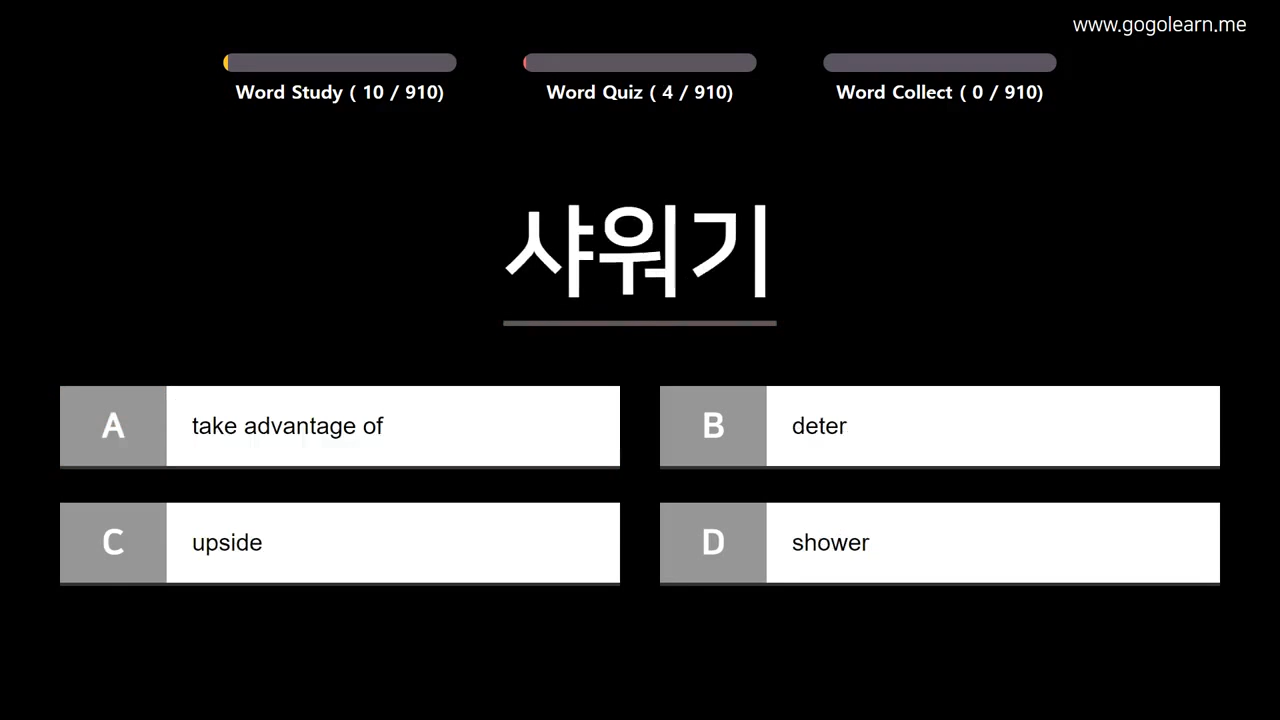 www.gogolearn.me
Word Study ( 10 / 910)
Word Quiz ( 4 / 910)
Word Collect ( 0 / 910)
샤워기
A take advantage of
B deter
C upside
D shower